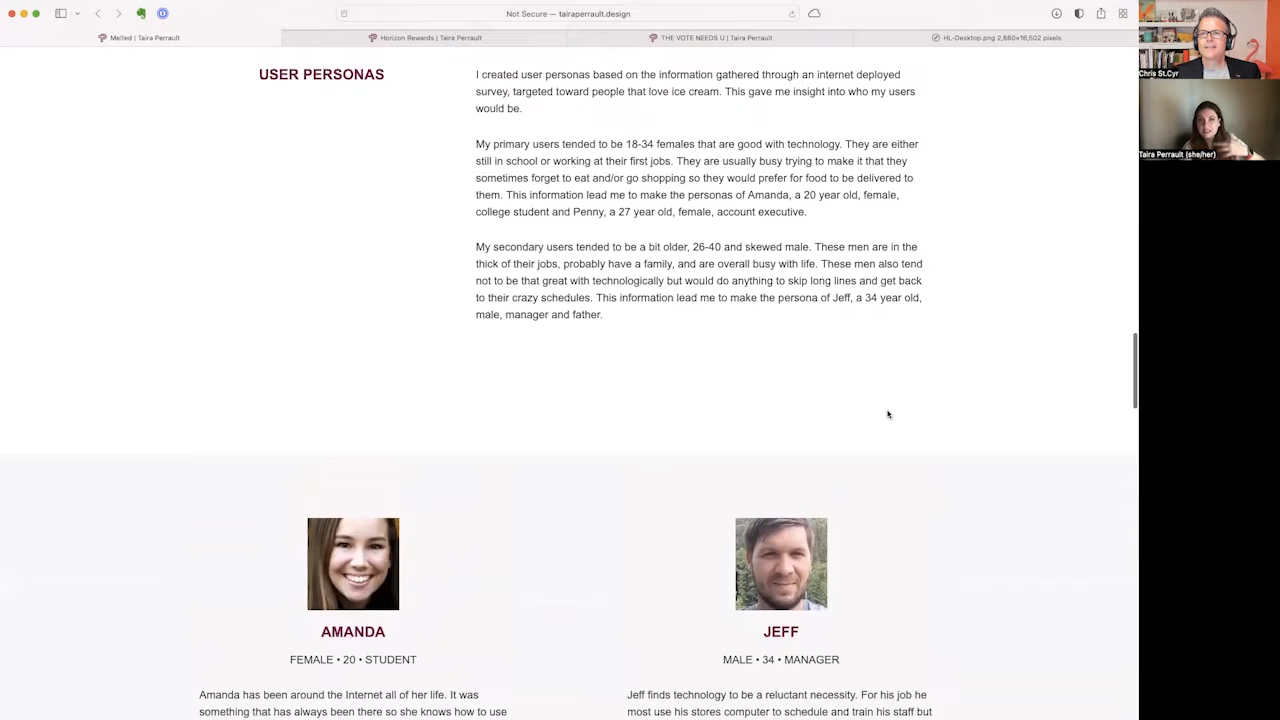 Not Secure — tairaperrault.design
Melted | Taira Perrault
Horizon Rewards | Taira Perrault
THE VOTE NEEDS U | Taira Perrault
HL-Desktop.png 2,880×16,502 pixels
Chris St.Cyr
Taira Perrault (she/her)
USER PERSONAS
I created user personas based on the information gathered through an internet deployed
survey, targeted toward people that love ice cream. This gave me insight into who my users
would be.
My primary users tended to be 18-34 females that are good with technology. They are either
still in school or working at their first jobs. They are usually busy trying to make it that they
sometimes forget to eat and/or go shopping so they would prefer for food to be delivered to
them. This information lead me to make the personas of Amanda, a 20 year old, female,
college student and Penny, a 27 year old, female, account executive.
My secondary users tended to be a bit older, 26-40 and skewed male. These men are in the
thick of their jobs, probably have a family, and are overall busy with life. These men also tend
not to be that great with technologically but would do anything to skip long lines and get back
to their crazy schedules. This information lead me to make the persona of Jeff, a 34 year old,
male, manager and father.
AMANDA
FEMALE • 20 • STUDENT
Amanda has been around the Internet all of her life. It was
something that has always been there so she knows how to use
JEFF
MALE • 34 • MANAGER
Jeff finds technology to be a reluctant necessity. For his job he
most use his stores computer to schedule and train his staff but